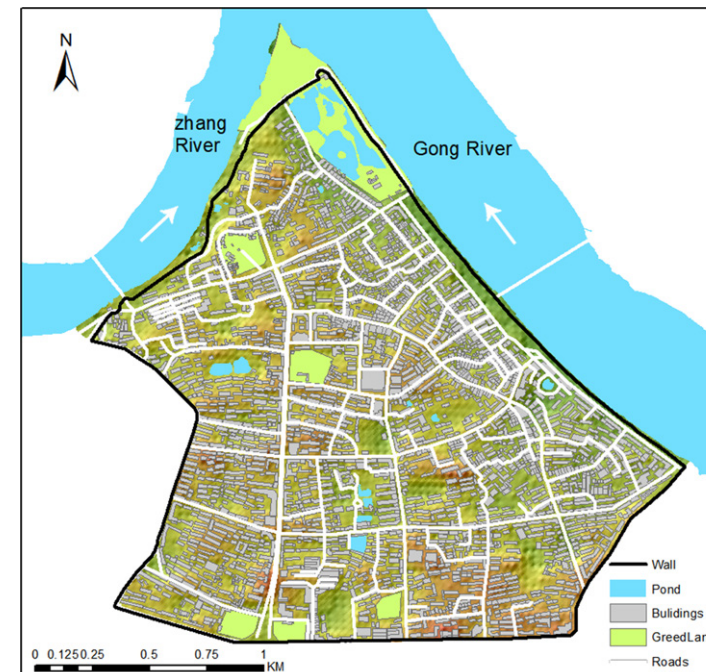 N
zhang
River
Gong River
Wall
Pond
Bulidings
GreedLan
Roads
0 0.125 0.25 0.5 0.75 1
KM